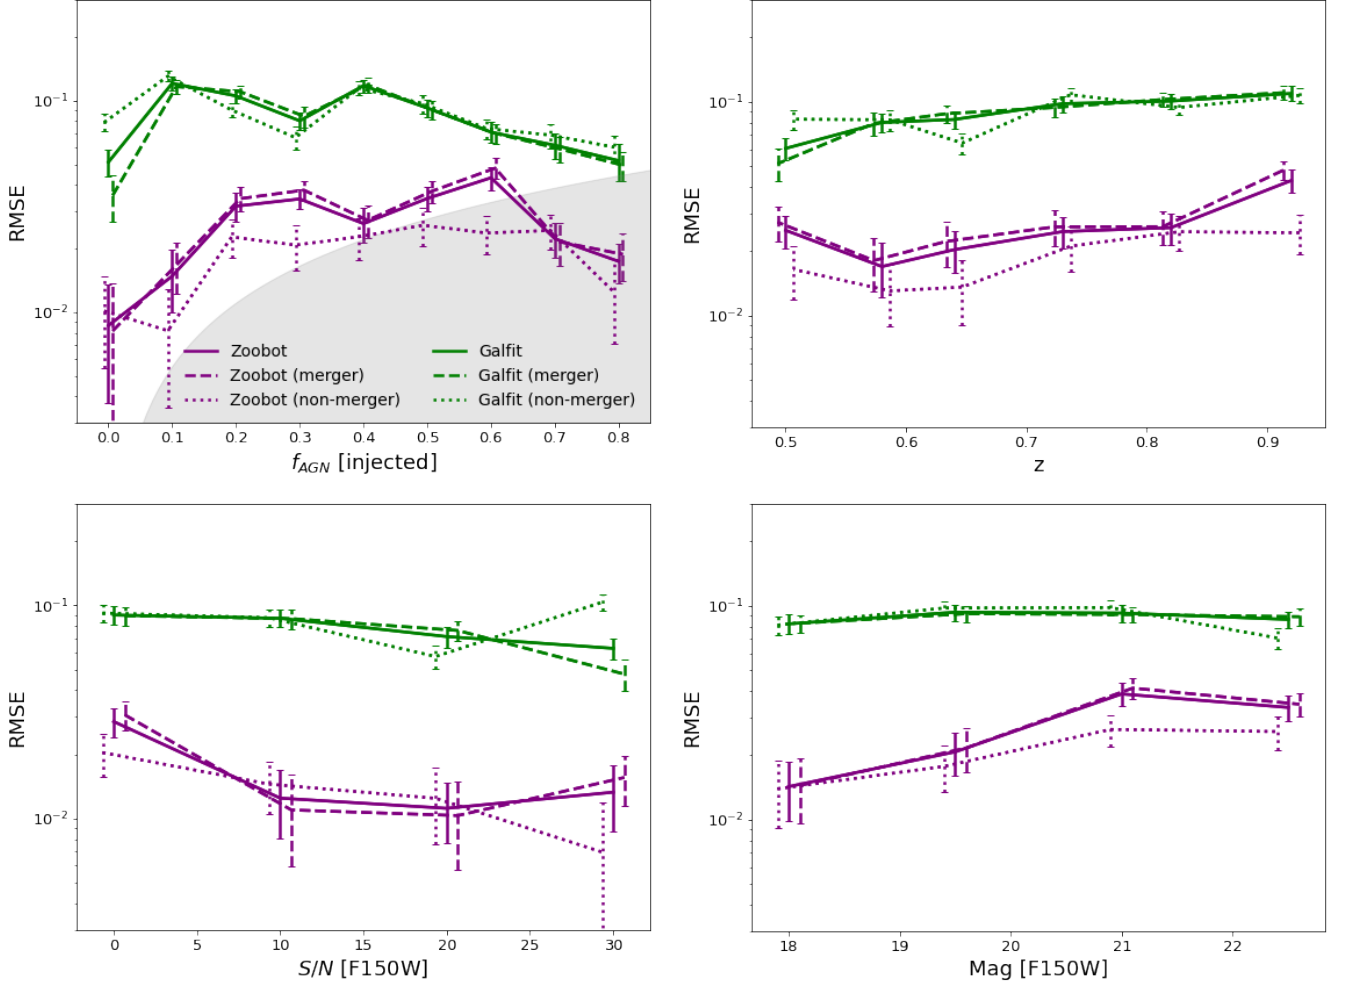 RMSE
10⁻¹
10⁻²
Zoobot
Zoobot (merger)
Zoobot (non-merger)
Galfit
Galfit (merger)
Galfit (non-merger)
0.0 0.1 0.2 0.3 0.4 0.5 0.6 0.7 0.8
f_AGN [injected]
RMSE
10⁻¹
10⁻²
0.5 0.6 0.7 0.8 0.9
z
RMSE
10⁻¹
10⁻²
0 5 10 15 20 25 30
S/N [F150W]
RMSE
10⁻¹
10⁻²
18 19 20 21 22
Mag [F150W]